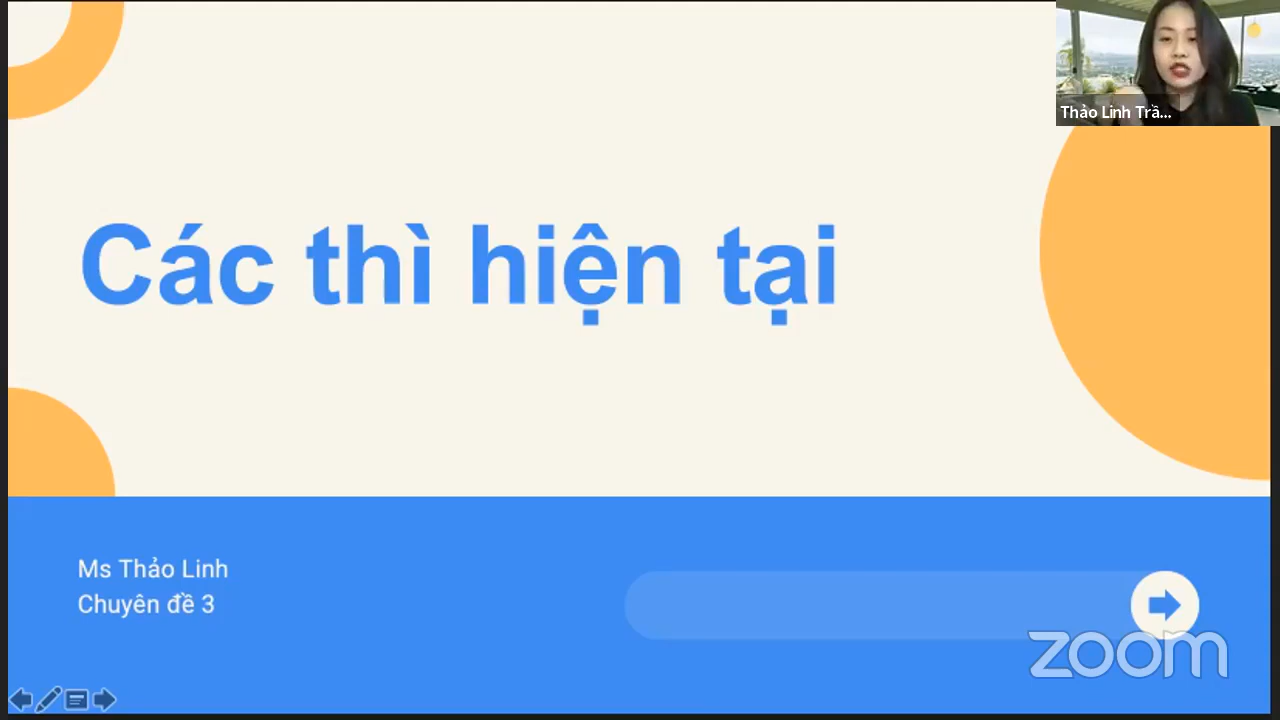 Thảo Linh Trầ...
Các thì hiện tại
Ms Thảo Linh
Chuyên đề 3
zoom